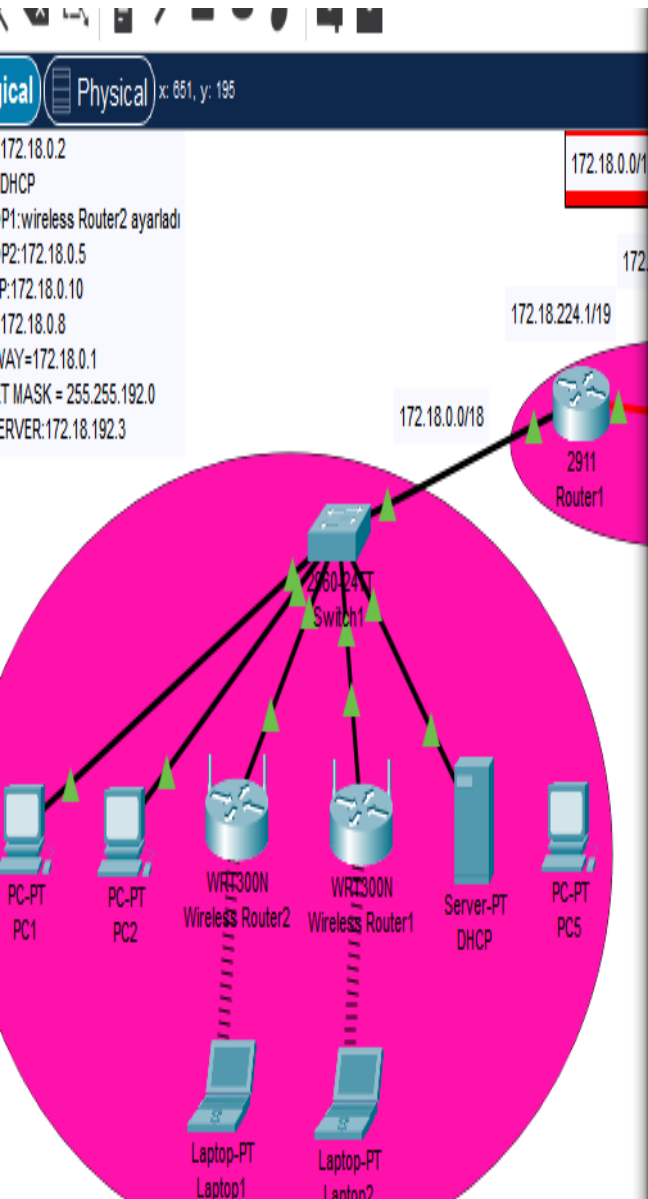 gical
Physical
x: 651, y: 195
172.18.0.2
DHCP
P1:wireless Router2 ayarladı
P2:172.18.0.5
P:172.18.0.10
172.18.0.8
WAY=172.18.0.1
T MASK = 255.255.192.0
ERVER:172.18.192.3
172.18.0.0/1
172.
172.18.224.1/19
172.18.0.0/18
2911
Router1
2960-24TT
Switch1
PC-PT
PC1
PC-PT
PC2
WRT300N
Wireless Router2
WRT300N
Wireless Router1
Server-PT
DHCP
PC-PT
PC5
Laptop-PT
Laptop1
Laptop-PT
Laptop2